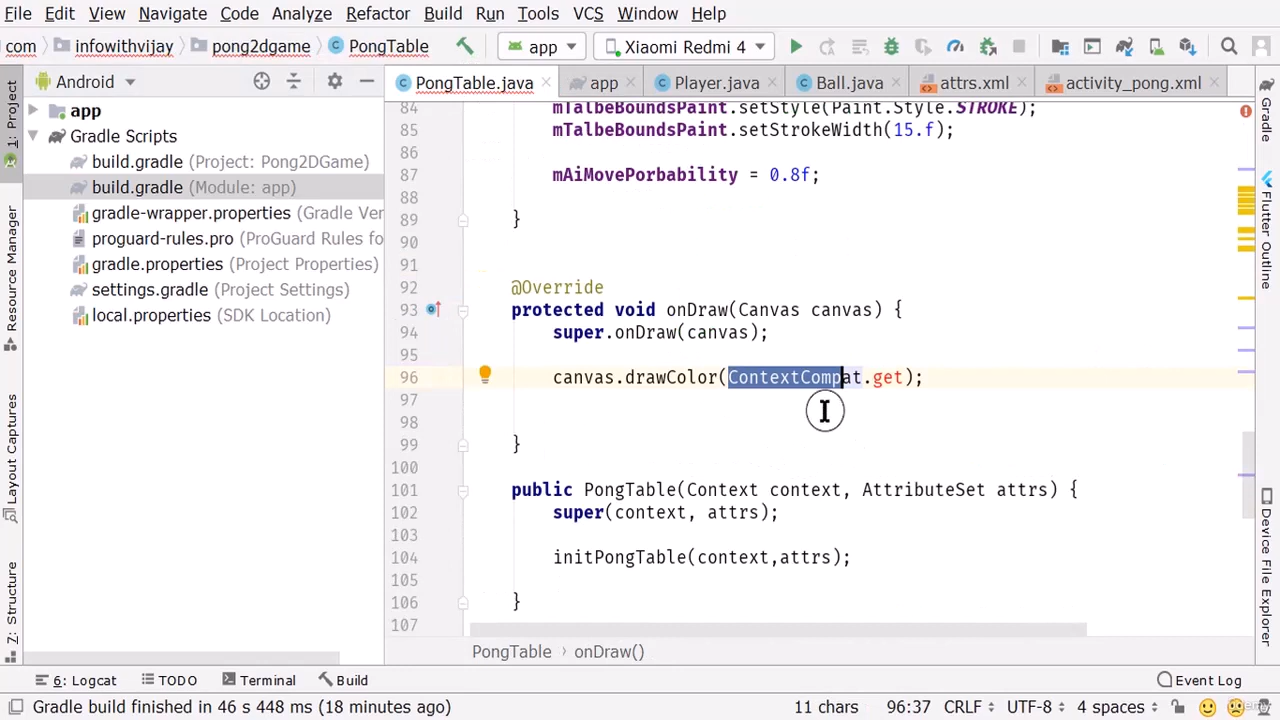 File Edit View Navigate Code Analyze Refactor Build Run Tools VCS Window Help
com infowithvijay pong2dgame PongTable app Xiaomi Redmi 4
Android PongTable.java app Player.java Ball.java attrs.xml activity_pong.xml
1: Project
Resource Manager
Layout Captures
Z: Structure
app
Gradle Scripts
build.gradle (Project: Pong2DGame)
build.gradle (Module: app)
gradle-wrapper.properties (Gradle Ver
proguard-rules.pro (ProGuard Rules fo
gradle.properties (Project Properties)
settings.gradle (Project Settings)
local.properties (SDK Location)
84 mTalbeBoundsPaint.setStyle(Paint.Style.STROKE);
85 mTalbeBoundsPaint.setStrokeWidth(15.f);
86
87 mAiMovePorbability = 0.8f;
88
89 }
90
91
92 @Override
93 protected void onDraw(Canvas canvas) {
94 super.onDraw(canvas);
95
96 canvas.drawColor(ContextCompat.get);
97
98
99 }
100
101 public PongTable(Context context, AttributeSet attrs) {
102 super(context, attrs);
103
104 initPongTable(context,attrs);
105
106 }
107
PongTable › onDraw()
Gradle
Flutter Outline
Device File Explorer
6: Logcat TODO Terminal Build Event Log
Gradle build finished in 46 s 448 ms (18 minutes ago) 11 chars 96:37 CRLF UTF-8 4 spaces